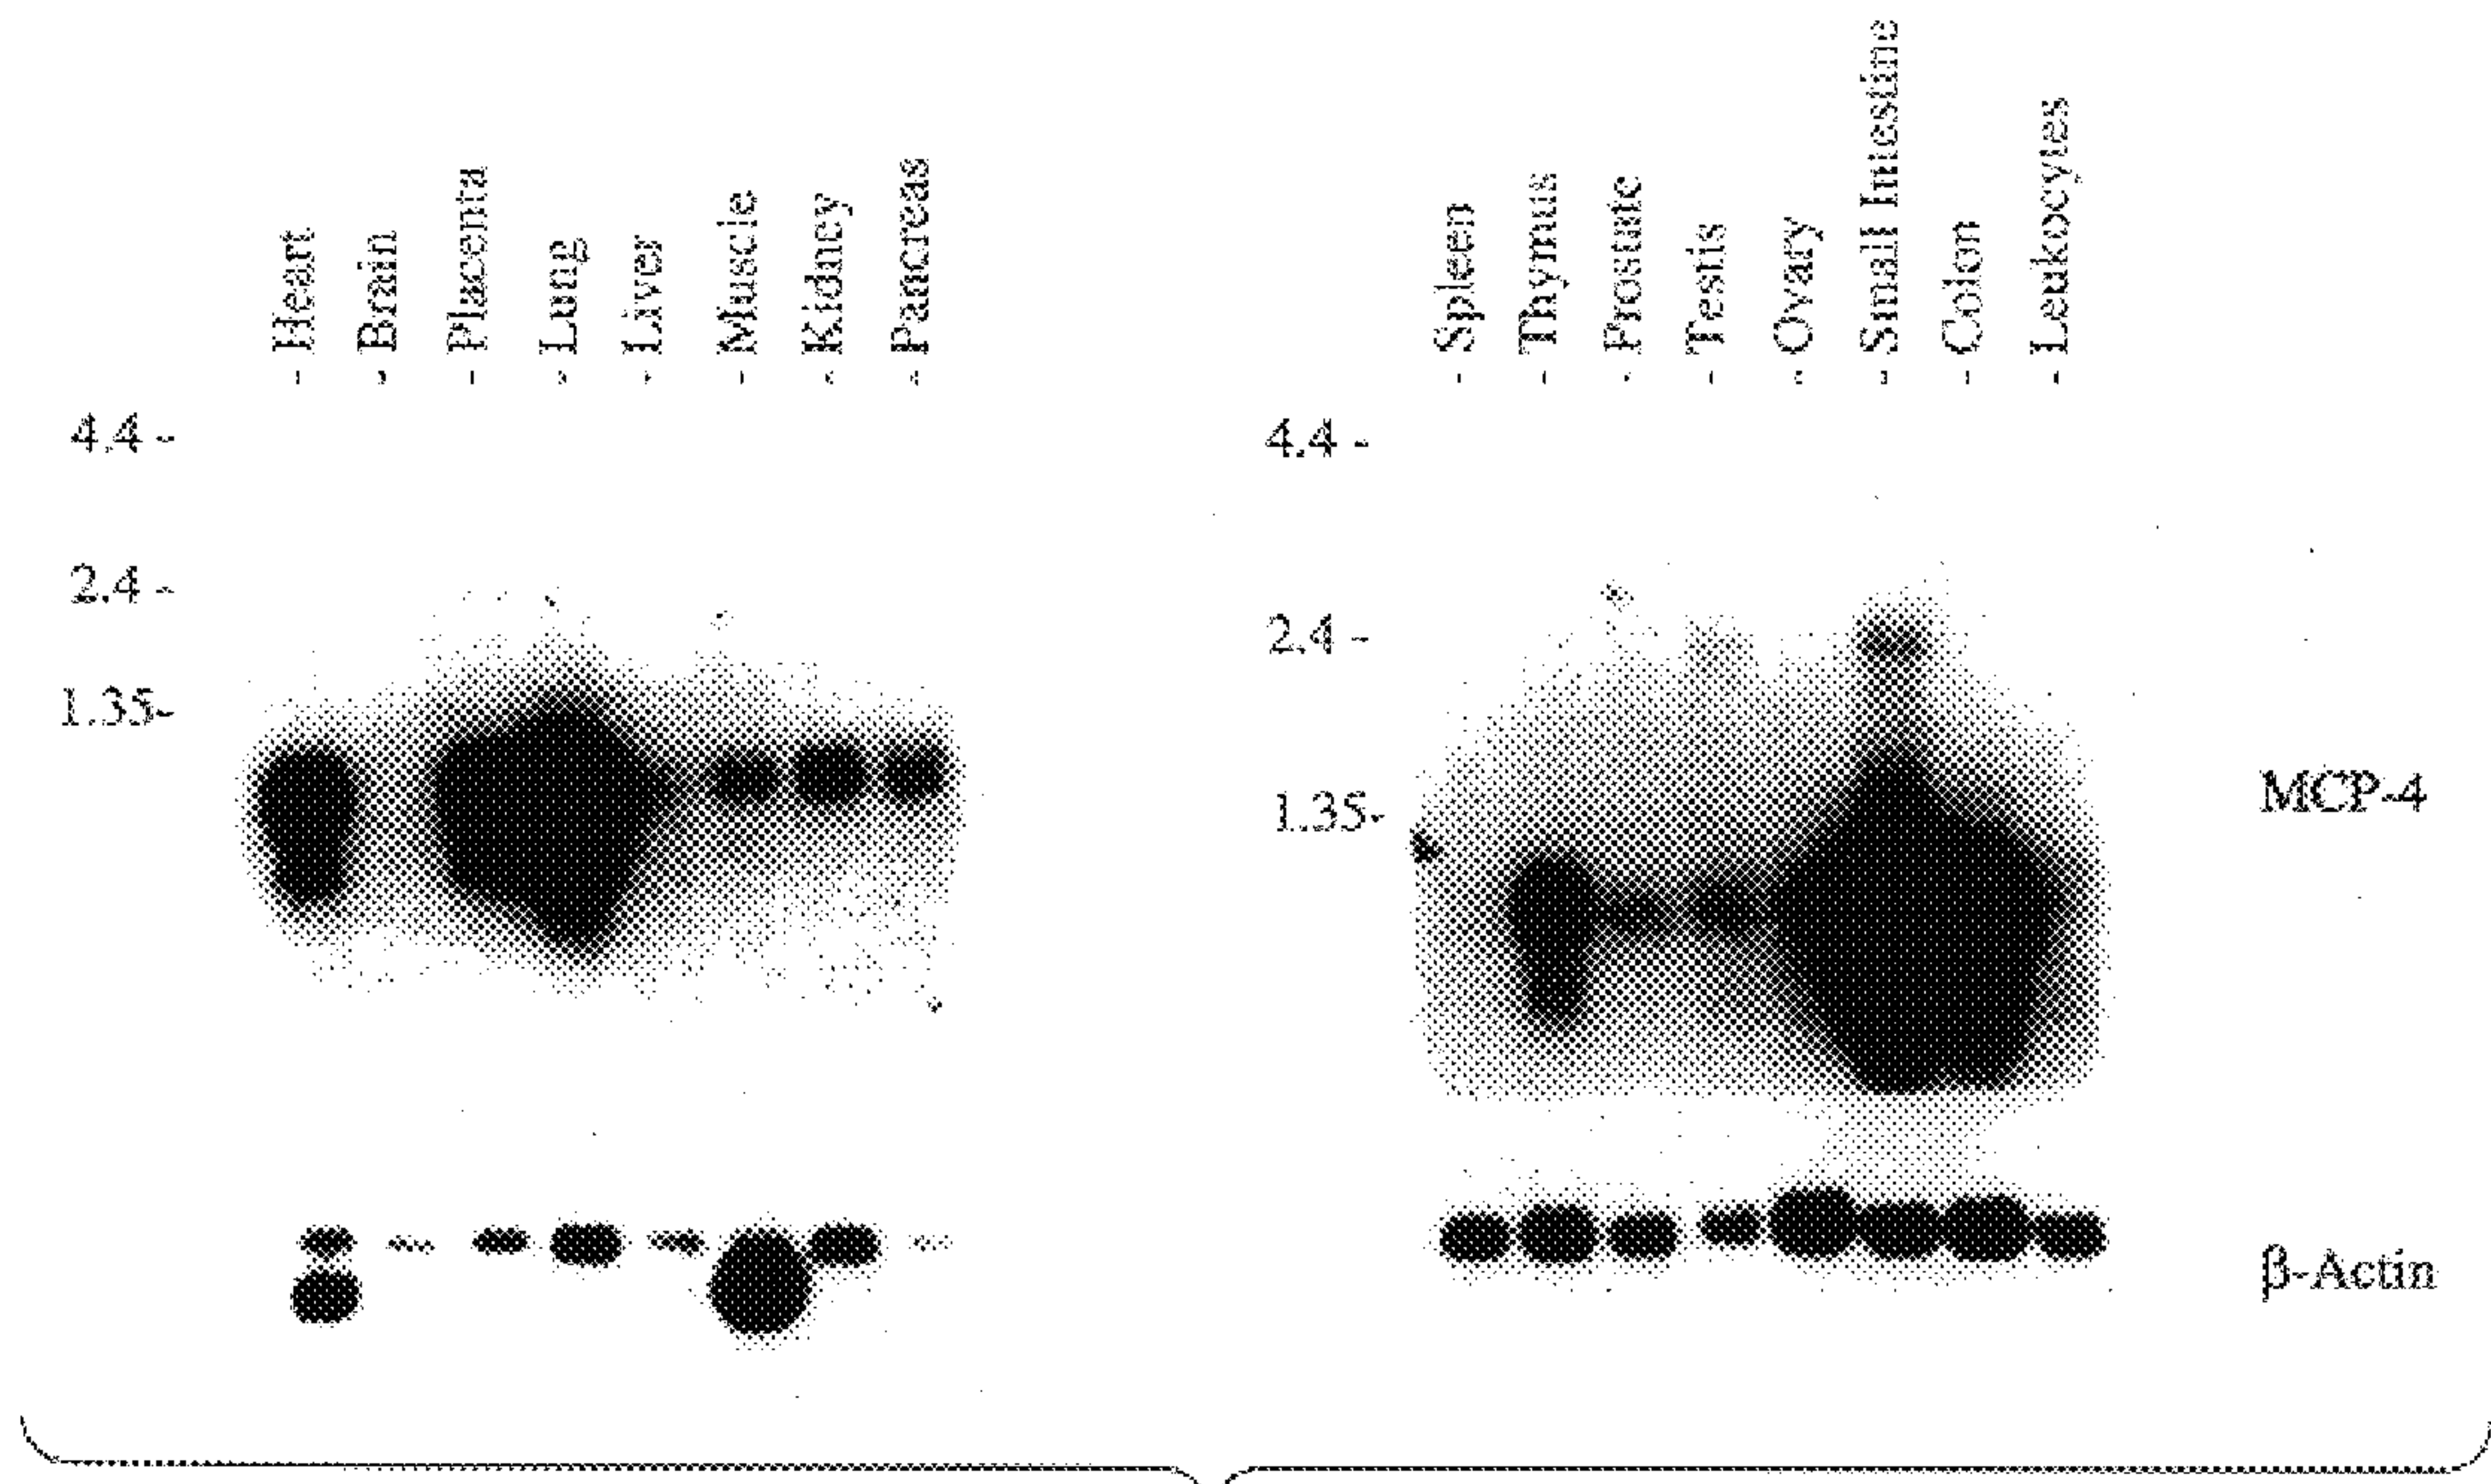 Heart
Brain
Placenta
Lung
Liver
Muscle
Kidney
Pancreas
4.4 -
2.4 -
1.35-
Spleen
Thymus
Prostate
Testis
Ovary
Small Intestine
Colon
Leukocytes
4.4 -
2.4 -
1.35-
MCP-4
β-Actin